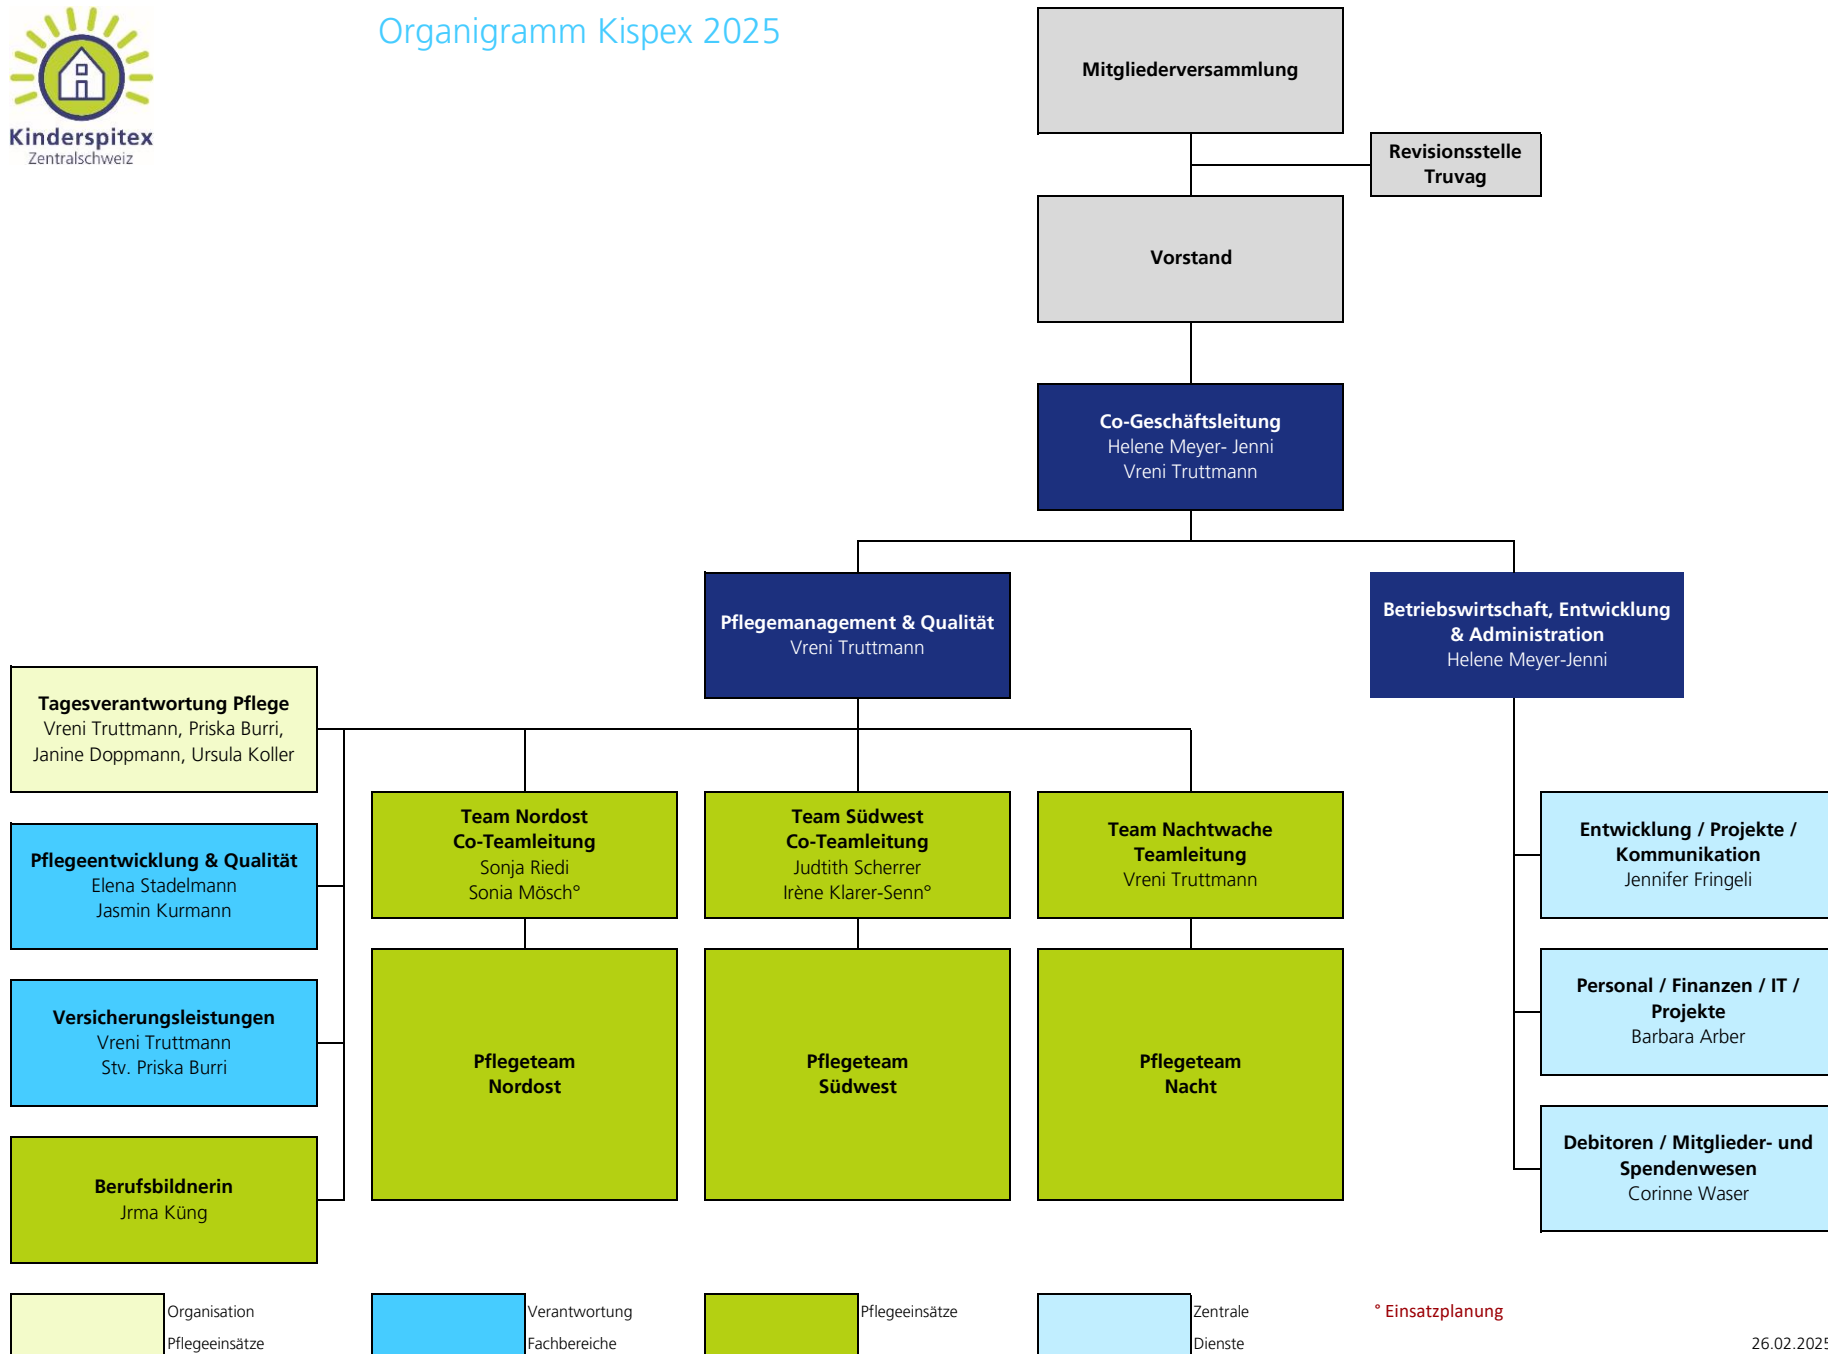 Kinderspitex
Zentralschweiz
Organigramm Kispex 2025
Mitgliederversammlung
Revisionsstelle
Truvag
Vorstand
Co-Geschäftsleitung
Helene Meyer- Jenni
Vreni Truttmann
Pflegemanagement & Qualität
Vreni Truttmann
Betriebswirtschaft, Entwicklung
& Administration
Helene Meyer-Jenni
Tagesverantwortung Pflege
Vreni Truttmann, Priska Burri,
Janine Doppmann, Ursula Koller
Pflegeentwicklung & Qualität
Elena Stadelmann
Jasmin Kurmann
Versicherungsleistungen
Vreni Truttmann
Stv. Priska Burri
Berufsbildnerin
Jrma Küng
Team Nordost
Co-Teamleitung
Sonja Riedi
Sonia Mösch°
Pflegeteam
Nordost
Team Südwest
Co-Teamleitung
Judtith Scherrer
Irène Klarer-Senn°
Pflegeteam
Südwest
Team Nachtwache
Teamleitung
Vreni Truttmann
Pflegeteam
Nacht
Entwicklung / Projekte /
Kommunikation
Jennifer Fringeli
Personal / Finanzen / IT /
Projekte
Barbara Arber
Debitoren / Mitglieder- und
Spendenwesen
Corinne Waser
Organisation
Pflegeeinsätze
Verantwortung
Fachbereiche
Pflegeeinsätze
Zentrale
Dienste
° Einsatzplanung
26.02.2025